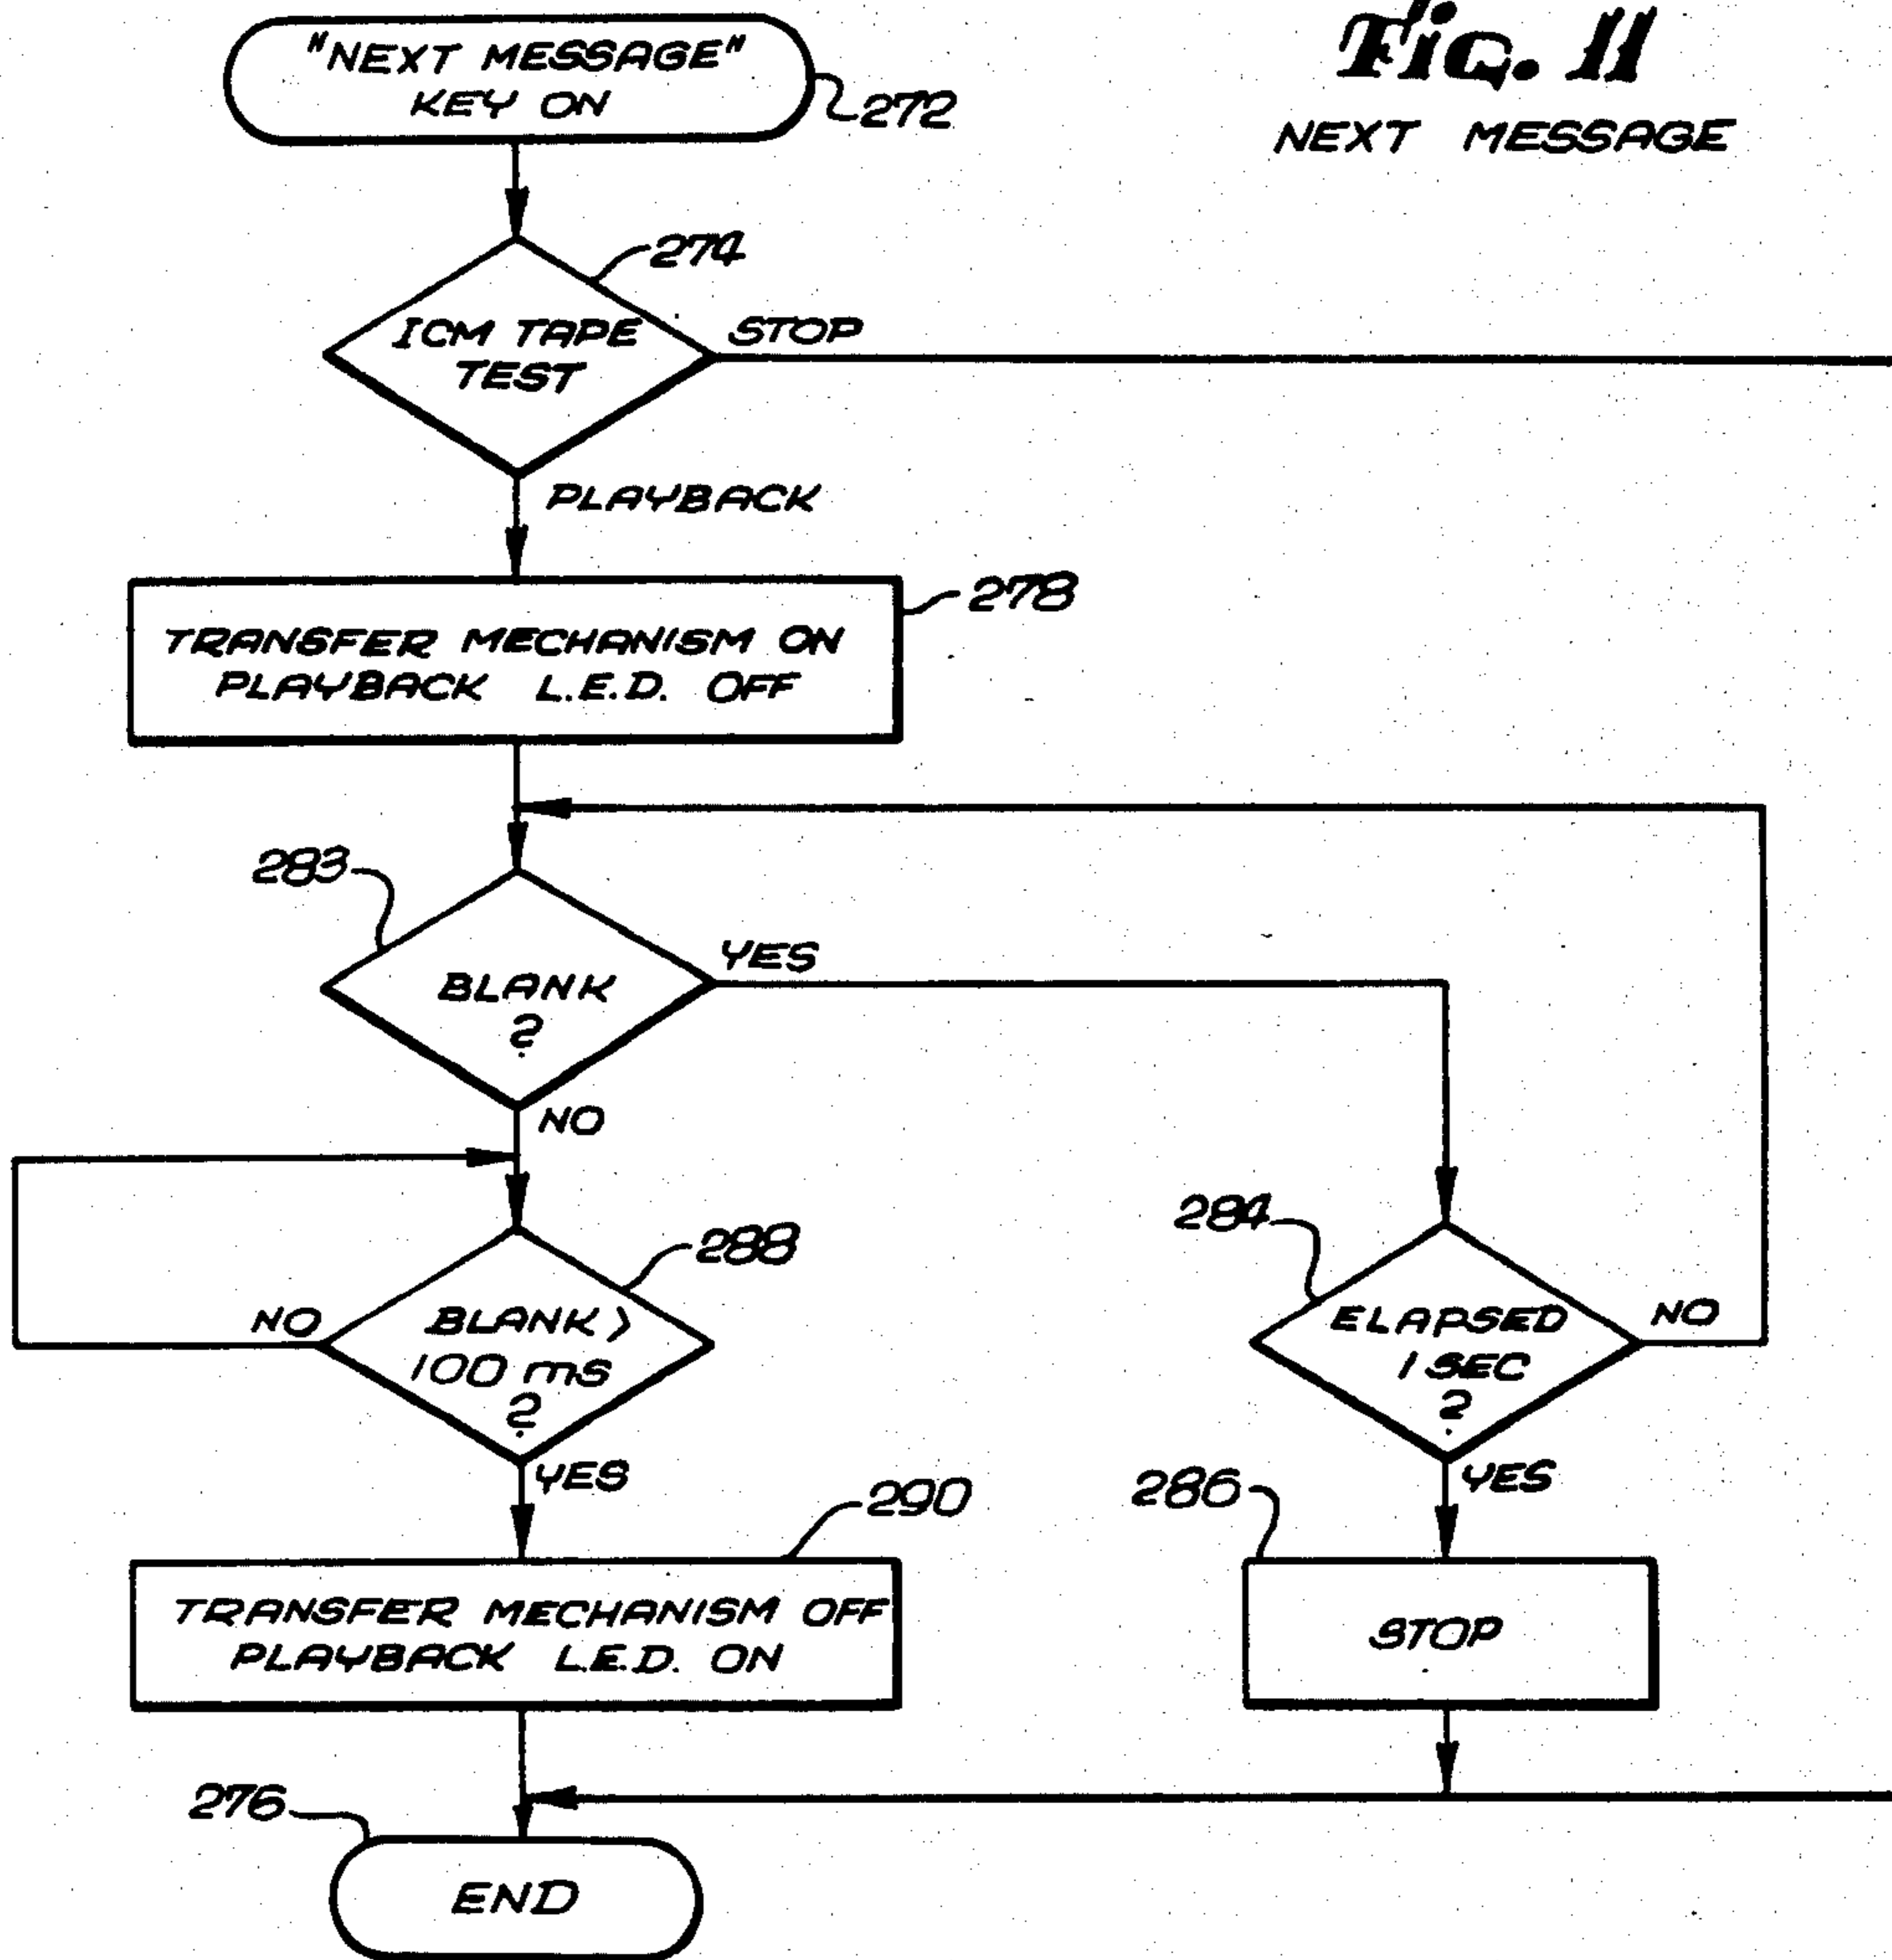 Fig. 11
NEXT MESSAGE
"NEXT MESSAGE"
KEY ON
272
274
ICM TAPE
TEST
STOP
PLAYBACK
278
TRANSFER MECHANISM ON
PLAYBACK L.E.D. OFF
283
BLANK
?
YES
NO
288
BLANK >
100 ms
?
NO
YES
284
ELAPSED
1 SEC
?
NO
YES
290
TRANSFER MECHANISM OFF
PLAYBACK L.E.D. ON
286
STOP
276
END